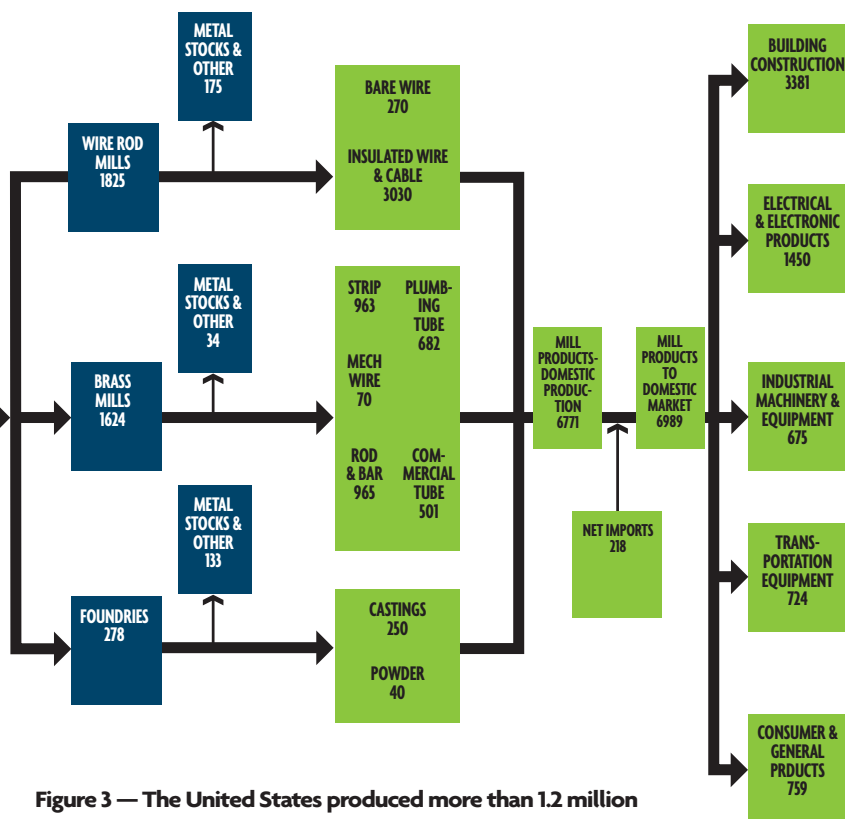 METAL
STOCKS &
OTHER
175
WIRE ROD
MILLS
1825
BARE WIRE
270
INSULATED WIRE
& CABLE
3030
METAL
STOCKS &
OTHER
34
BRASS
MILLS
1624
STRIP
963
PLUMB-
ING
TUBE
682
MECH
WIRE
70
ROD
& BAR
965
COM-
MERCIAL
TUBE
501
METAL
STOCKS &
OTHER
133
FOUNDRIES
278
CASTINGS
250
POWDER
40
MILL
PRODUCTS-
DOMESTIC
PRODUC-
TION
6771
NET IMPORTS
218
MILL
PRODUCTS
TO
DOMESTIC
MARKET
6989
BUILDING
CONSTRUCTION
3381
ELECTRICAL
& ELECTRONIC
PRODUCTS
1450
INDUSTRIAL
MACHINERY &
EQUIPMENT
675
TRANS-
PORTATION
EQUIPMENT
724
CONSUMER &
GENERAL
PRDUCTS
759
Figure 3 — The United States produced more than 1.2 million